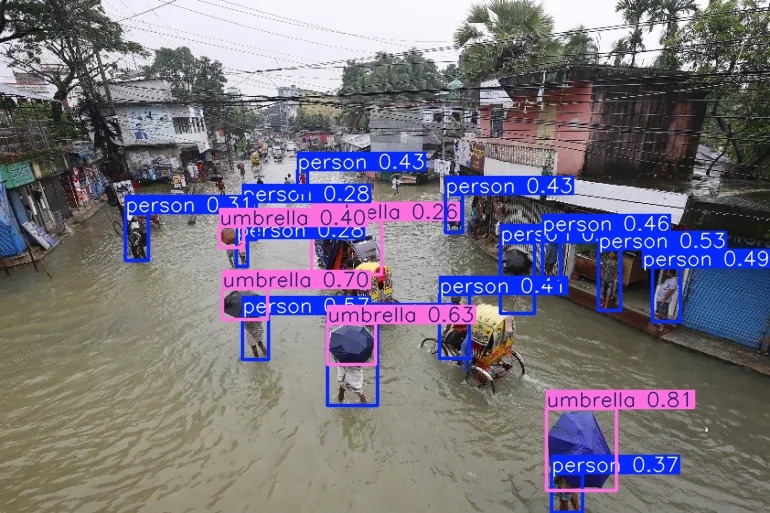 person 0.43
person 0.28
person 0.43
person 0.31
umbrella 0.40
ella 0.26
person 0.28
person 0.46
person 0.53
person 0.49
umbrella 0.70
person 0.41
person 0.57
umbrella 0.63
umbrella 0.81
person 0.37